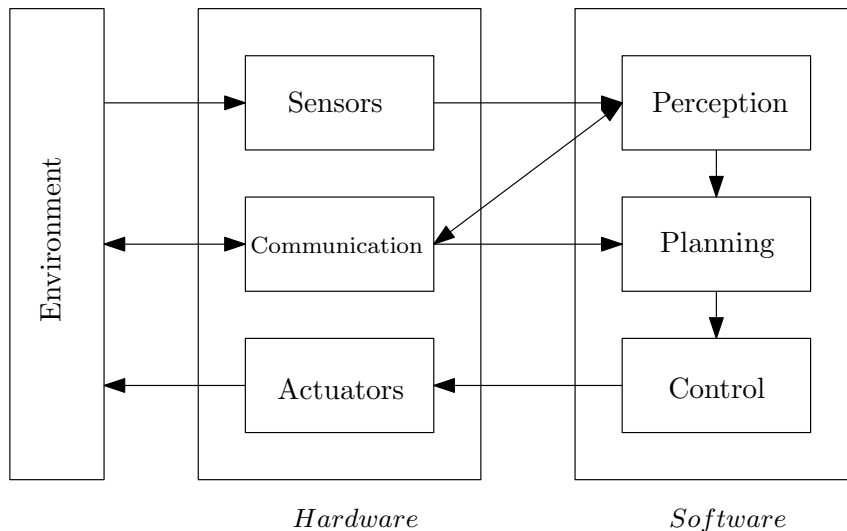 Environment
Sensors
Communication
Actuators
Hardware
Perception
Planning
Control
Software